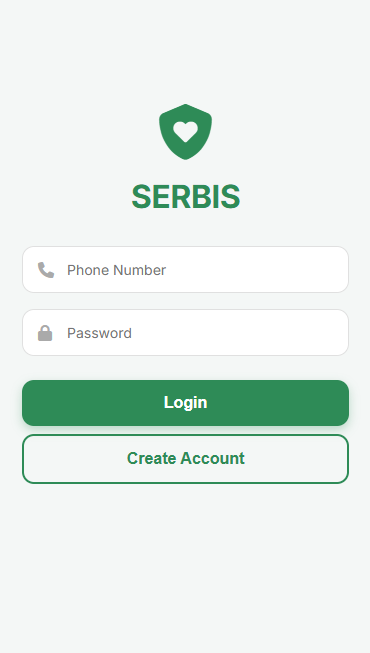 SERBIS
Phone Number
Password
Login
Create Account